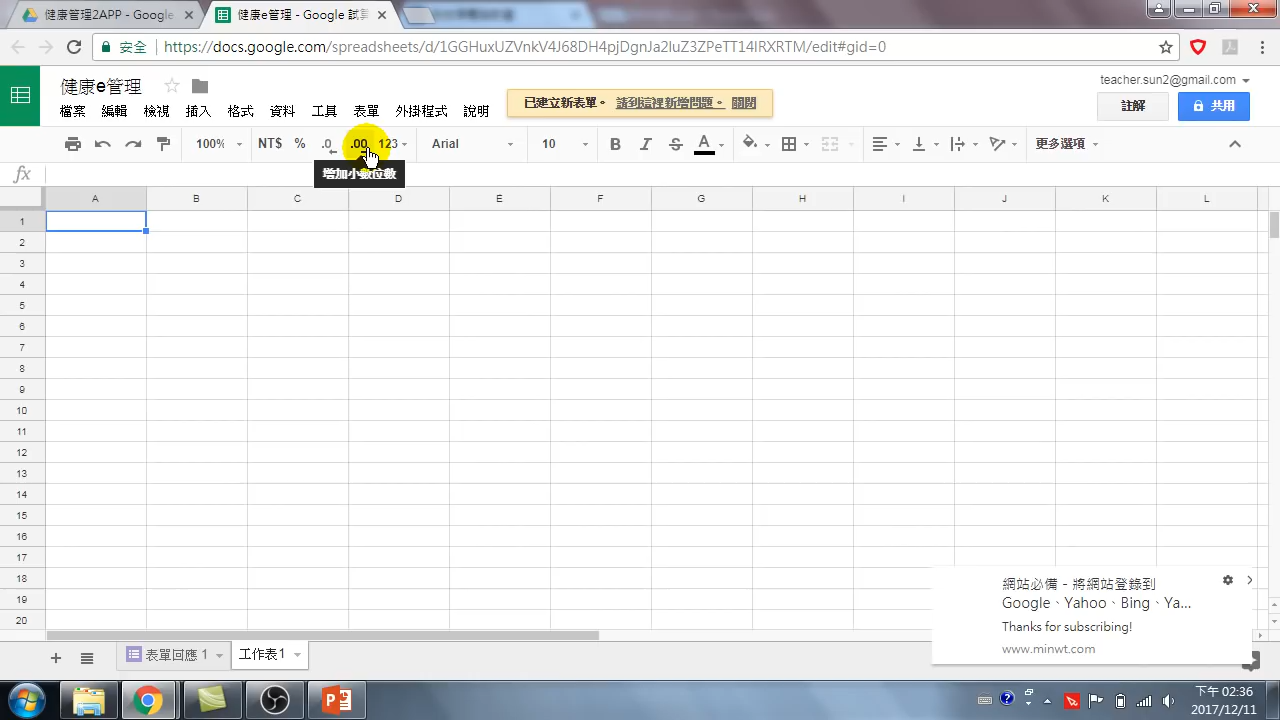 健康管理2APP - Google
健康e管理 - Google 試算
安全
https://docs.google.com/spreadsheets/d/
/edit#gid=0
健康e管理
teacher.sun2@gmail.com
檔案 編輯 檢視 插入 格式 資料 工具 表單 外掛程式 說明
已建立新表單。 請到這裡新增問題。 關閉
註解
共用
100% NT$ % .0 .00 123 Arial 10 B I S A 更多選項
增加小數位數
fx
A B C D E F G H I J K L
1
2
3
4
5
6
7
8
9
10
11
12
13
14
15
16
17
18
19
20
網站必備 - 將網站登錄到
Google、Yahoo、Bing、Ya...
Thanks for subscribing!
www.minwt.com
表單回應 1
工作表1
下午 02:36
2017/12/11